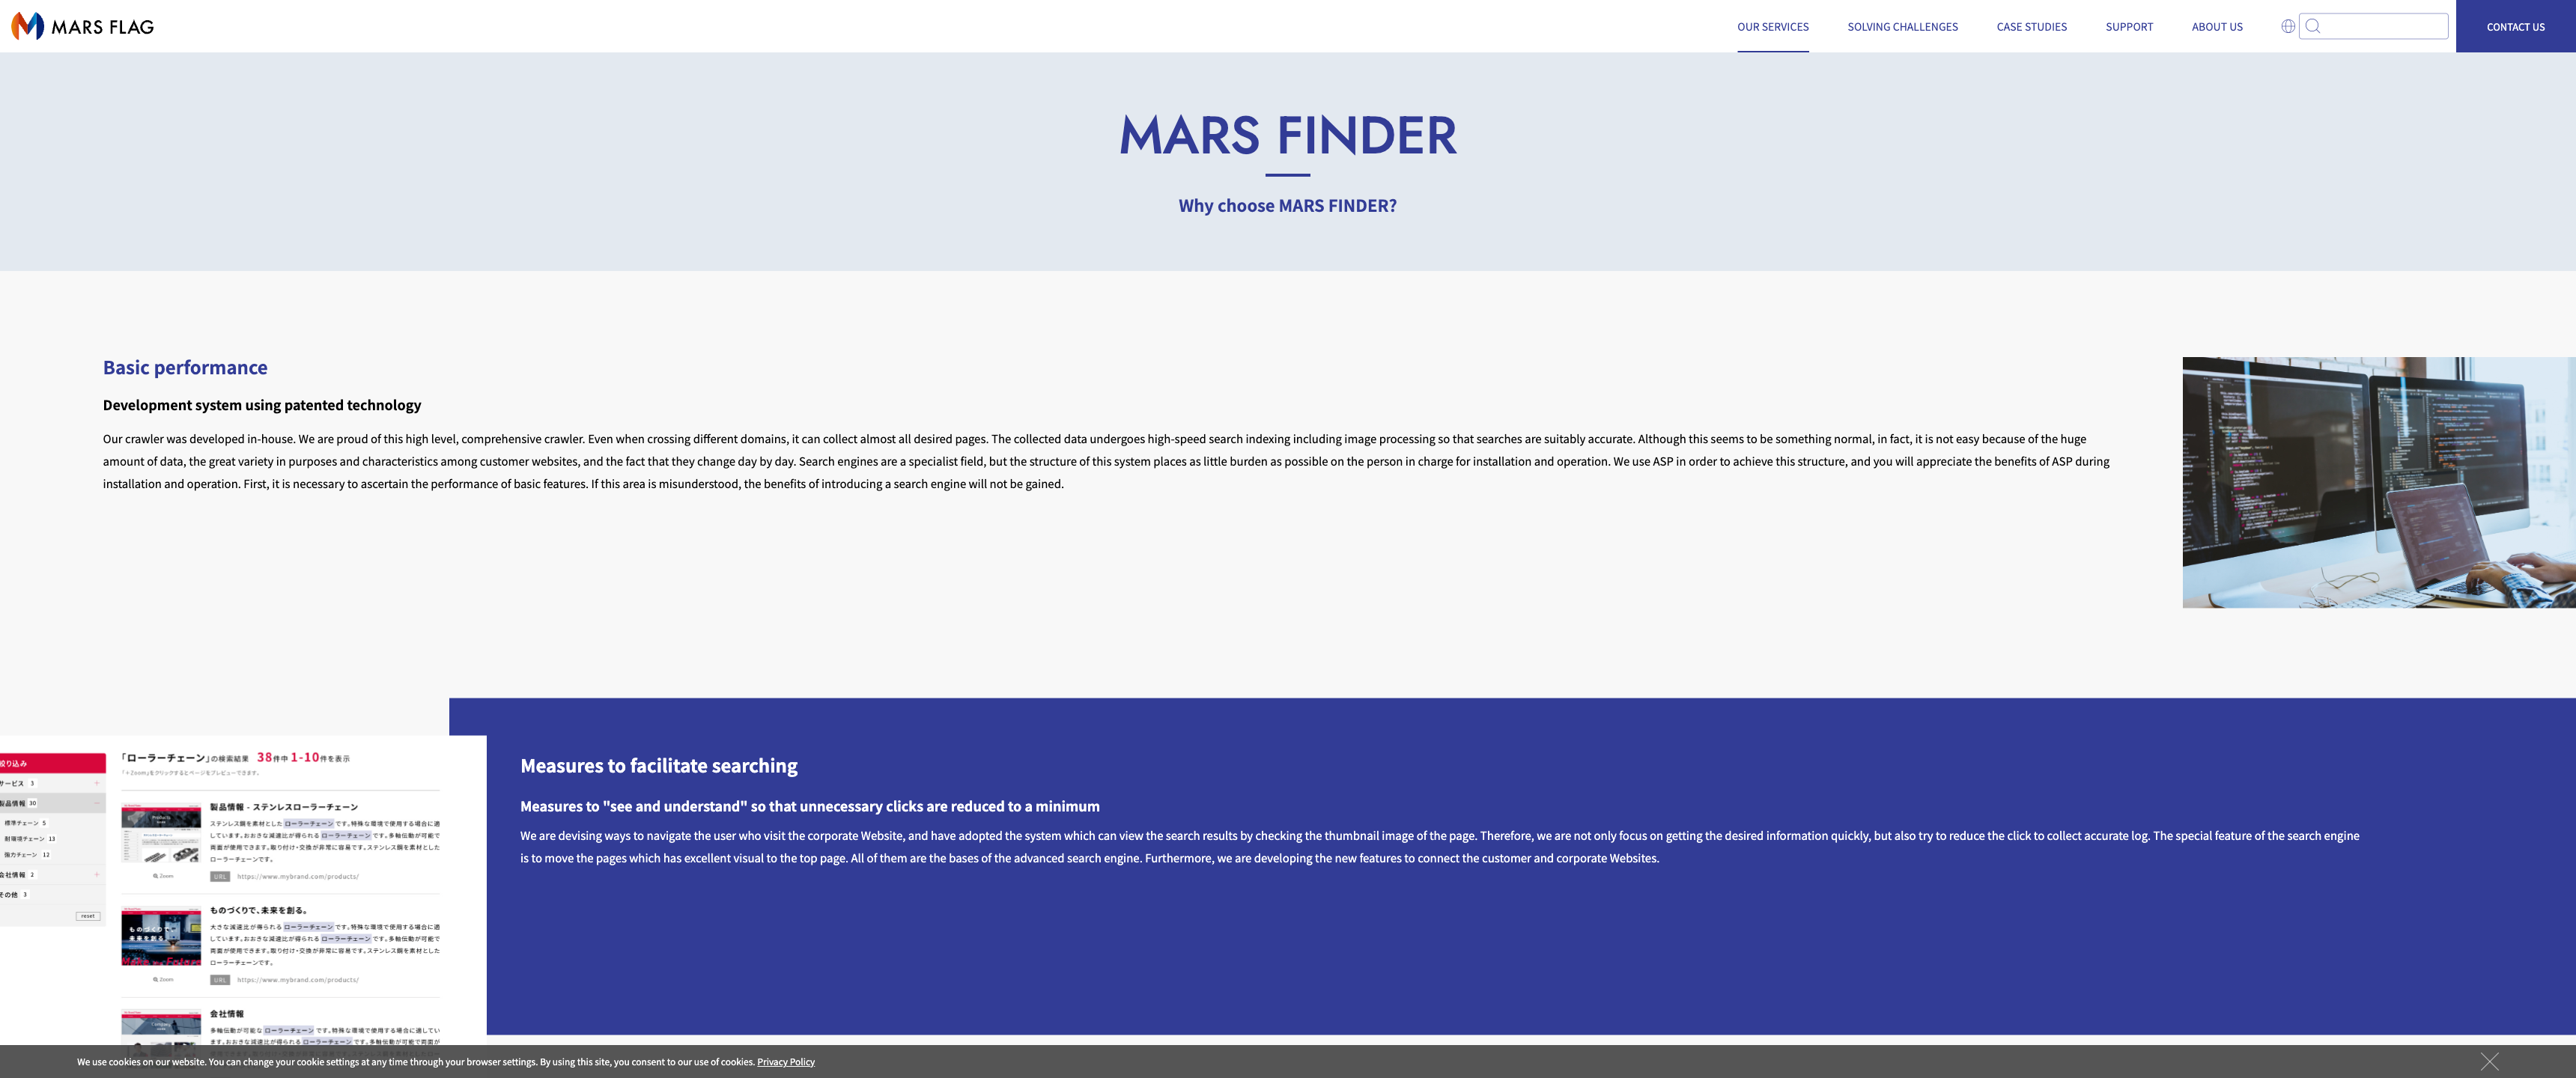 MARS FLAG
OUR SERVICES
SOLVING CHALLENGES
CASE STUDIES
SUPPORT
ABOUT US
CONTACT US
MARS FINDER
Why choose MARS FINDER?
Basic performance
Development system using patented technology
Our crawler was developed in-house. We are proud of this high level, comprehensive crawler. Even when crossing different domains, it can collect almost all desired pages. The collected data undergoes high-speed search indexing including image processing so that searches are suitably accurate. Although this seems to be something normal, in fact, it is not easy because of the huge
amount of data, the great variety in purposes and characteristics among customer websites, and the fact that they change day by day. Search engines are a specialist field, but the structure of this system places as little burden as possible on the person in charge for installation and operation. We use ASP in order to achieve this structure, and you will appreciate the benefits of ASP during
installation and operation. First, it is necessary to ascertain the performance of basic features. If this area is misunderstood, the benefits of introducing a search engine will not be gained.
絞り込み
サービス 3
製品情報 30
標準チェーン 5
耐環境チェーン 13
強力チェーン 12
会社情報 2
その他 3
reset
「ローラーチェーン」の検索結果 38件中 1-10件を表示
「+Zoom」をクリックするとページをプレビューできます。
製品情報 - ステンレスローラーチェーン
ステンレス鋼を素材とした ローラーチェーン です。特殊な環境で使用する場合に適
しています。おおきな減速比が得られる ローラーチェーン です。多軸伝動が可能で
両面が使用できます。取り付け・交換が非常に容易です。ステンレス鋼を素材とした
ローラーチェーンです。
Zoom
URL https://www.mybrand.com/products/
ものづくりで、未来を創る。
大きな減速比が得られる ローラーチェーン です。特殊な環境で使用する場合に適
しています。おおきな減速比が得られる ローラーチェーン です。多軸伝動が可能で
両面が使用できます。取り付け・交換が非常に容易です。ステンレス鋼を素材とした
ローラーチェーンです。
ものづくりで
未来を創る
Zoom
URL https://www.mybrand.com/products/
会社情報
多軸伝動が可能な ローラーチェーン です。特殊な環境で使用する場合に適してい
ます。おおきな減速比が得られる ローラーチェーン です。多軸伝動が可能で両面が
Measures to facilitate searching
Measures to "see and understand" so that unnecessary clicks are reduced to a minimum
We are devising ways to navigate the user who visit the corporate Website, and have adopted the system which can view the search results by checking the thumbnail image of the page. Therefore, we are not only focus on getting the desired information quickly, but also try to reduce the click to collect accurate log. The special feature of the search engine
is to move the pages which has excellent visual to the top page. All of them are the bases of the advanced search engine. Furthermore, we are developing the new features to connect the customer and corporate Websites.
We use cookies on our website. You can change your cookie settings at any time through your browser settings. By using this site, you consent to our use of cookies. Privacy Policy